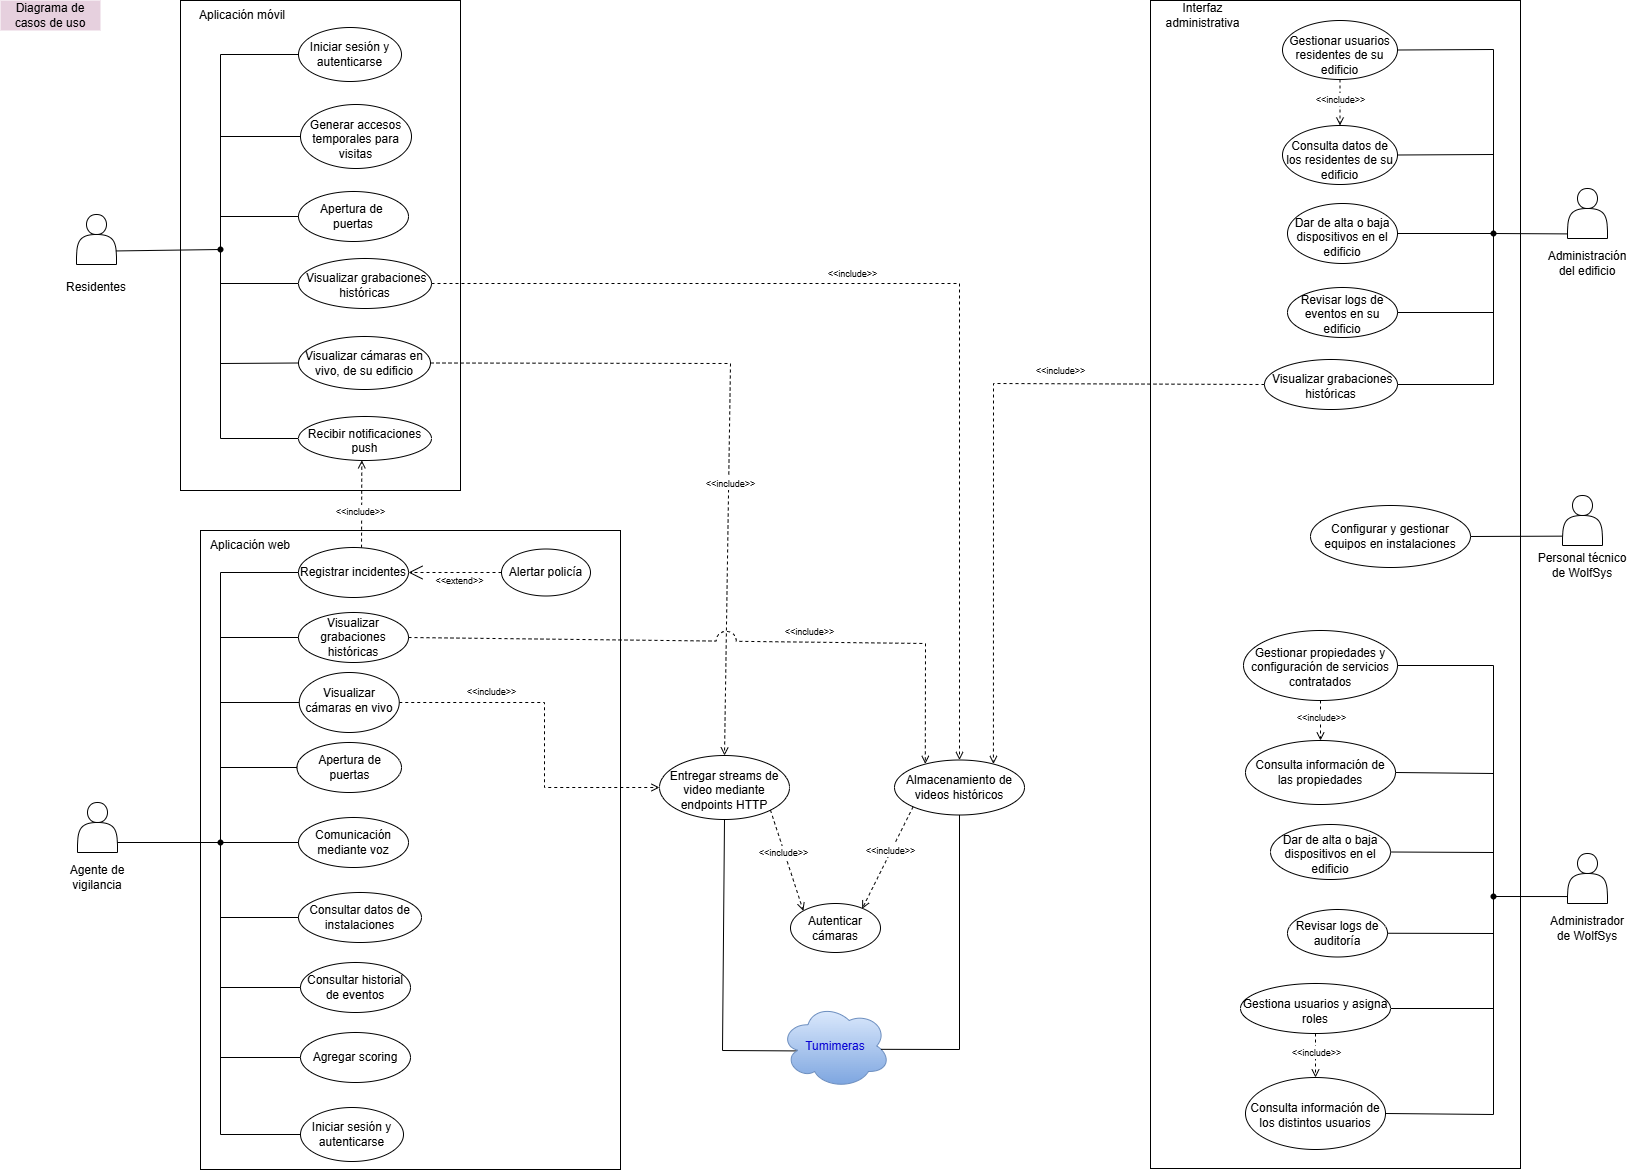 Diagrama de
casos de uso
Aplicación móvil
Iniciar sesión y
autenticarse
Generar accesos
temporales para
visitas
Apertura de
puertas
Visualizar grabaciones
históricas
Visualizar cámaras en
vivo, de su edificio
Recibir notificaciones
push
Residentes
<<include>>
<<include>>
<<include>>
Aplicación web
Registrar incidentes
<<extend>>
Alertar policía
Visualizar
grabaciones
históricas
<<include>>
Visualizar
cámaras en vivo
<<include>>
Apertura de
puertas
Comunicación
mediante voz
Consultar datos de
instalaciones
Consultar historial
de eventos
Agregar scoring
Iniciar sesión y
autenticarse
Agente de
vigilancia
Entregar streams de
video mediante
endpoints HTTP
Almacenamiento de
videos históricos
<<include>>
<<include>>
Autenticar
cámaras
Tumimeras
Interfaz
administrativa
Gestionar usuarios
residentes de su
edificio
<<include>>
Consulta datos de
los residentes de su
edificio
Dar de alta o baja
dispositivos en el
edificio
Revisar logs de
eventos en su
edificio
Visualizar grabaciones
históricas
<<include>>
Administración
del edificio
Configurar y gestionar
equipos en instalaciones
Personal técnico
de WolfSys
Gestionar propiedades y
configuración de servicios
contratados
<<include>>
Consulta información de
las propiedades
Dar de alta o baja
dispositivos en el
edificio
Revisar logs de
auditoría
Gestiona usuarios y asigna
roles
<<include>>
Consulta información de
los distintos usuarios
Administrador
de WolfSys